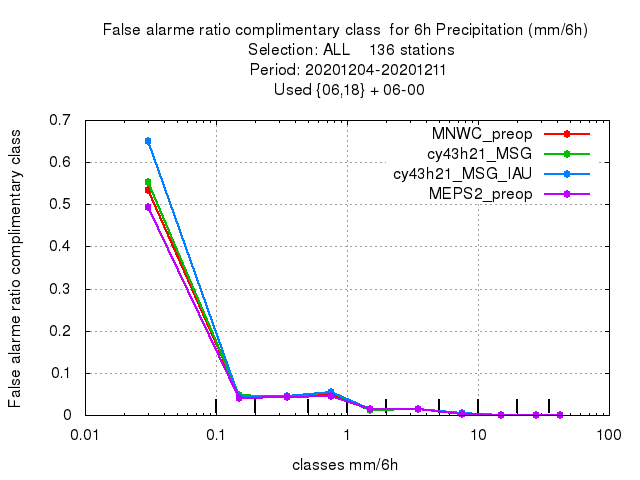 False alarme ratio complimentary class  for 6h Precipitation (mm/6h)
Selection: ALL    136 stations
Period: 20201204-20201211
Used {06,18} + 06-00
False alarme ratio complimentary class
0.7
0.6
0.5
0.4
0.3
0.2
0.1
0
MNWC_preop
cy43h21_MSG
cy43h21_MSG_IAU
MEPS2_preop
0.01
0.1
1
10
100
classes mm/6h